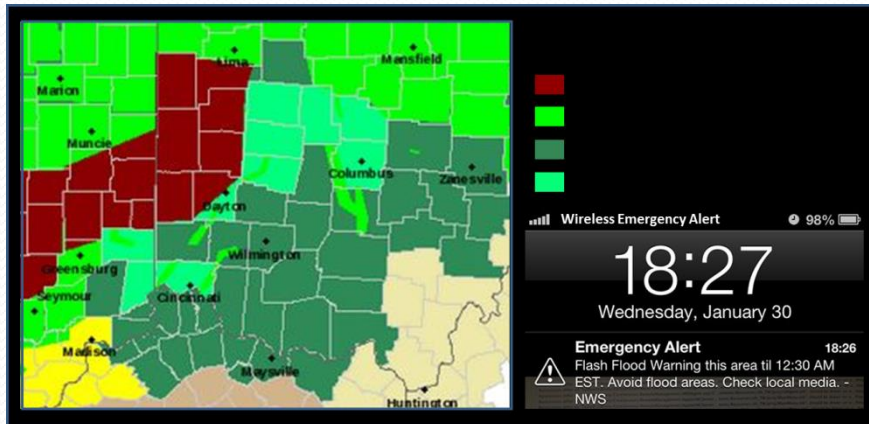 Lima
Mansfield
Marion
Muncie
Columbus
Zanesville
Dayton
Wilmington
Greensburg
Cincinnati
Seymour
Madison
Maysville
Huntington
Wireless Emergency Alert 98%
18:27
Wednesday, January 30
Emergency Alert 18:26
Flash Flood Warning this area til 12:30 AM
EST. Avoid flood areas. Check local media. -
NWS